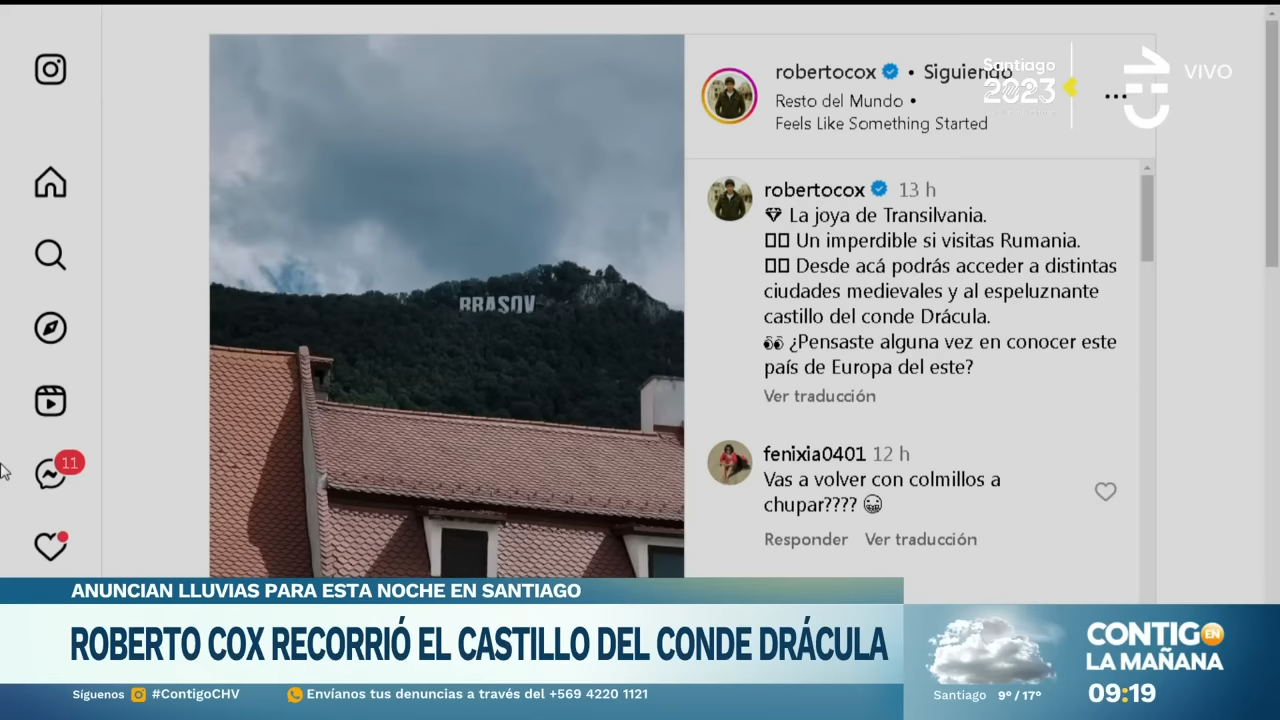 robertocox • Siguiendo
Resto del Mundo •
Feels Like Something Started
Santiago
2023
VIVO
BRASOV
robertocox 13 h
La joya de Transilvania.
Un imperdible si visitas Rumania.
Desde acá podrás acceder a distintas
ciudades medievales y al espeluznante
castillo del conde Drácula.
👀 ¿Pensaste alguna vez en conocer este
país de Europa del este?
Ver traducción
fenixia0401 12 h
Vas a volver con colmillos a
chupar???? 😁
Responder Ver traducción
11
ANUNCIAN LLUVIAS PARA ESTA NOCHE EN SANTIAGO
ROBERTO COX RECORRIÓ EL CASTILLO DEL CONDE DRÁCULA
Síguenos #ContigoCHV Envíanos tus denuncias a través del +569 4220 1121
Santiago 9° / 17°
CONTIGO EN
LA MAÑANA
09:19